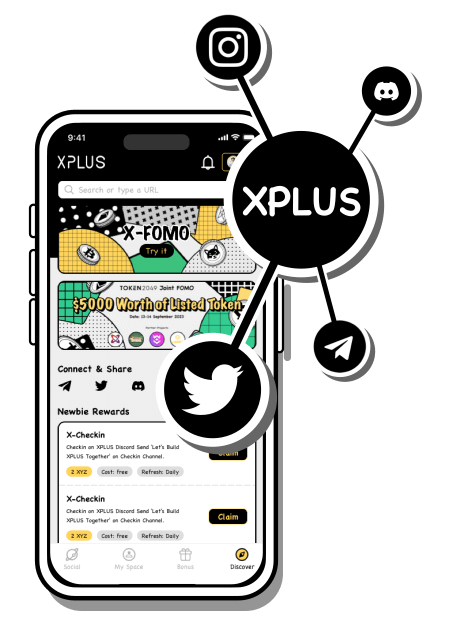 9:41
XPLUS
Search or type a URL
X-FOMO
Try it
XPLUS
TOKEN2049 Joint FOMO
$5000 Worth of Listed Token
Date: 13-14 September 2023
Connect & Share
Newbie Rewards
X-Checkin
Checkin on XPLUS Discord Send 'Let's Build
XPLUS Together' on Checkin Channel.
Claim
2 XYZ Cost: free Refresh: Daily
X-Checkin
Checkin on XPLUS Discord Send 'Let's Build
XPLUS Together' on Checkin Channel.
Claim
2 XYZ Cost: free Refresh: Daily
Social My Space Bonus Discover